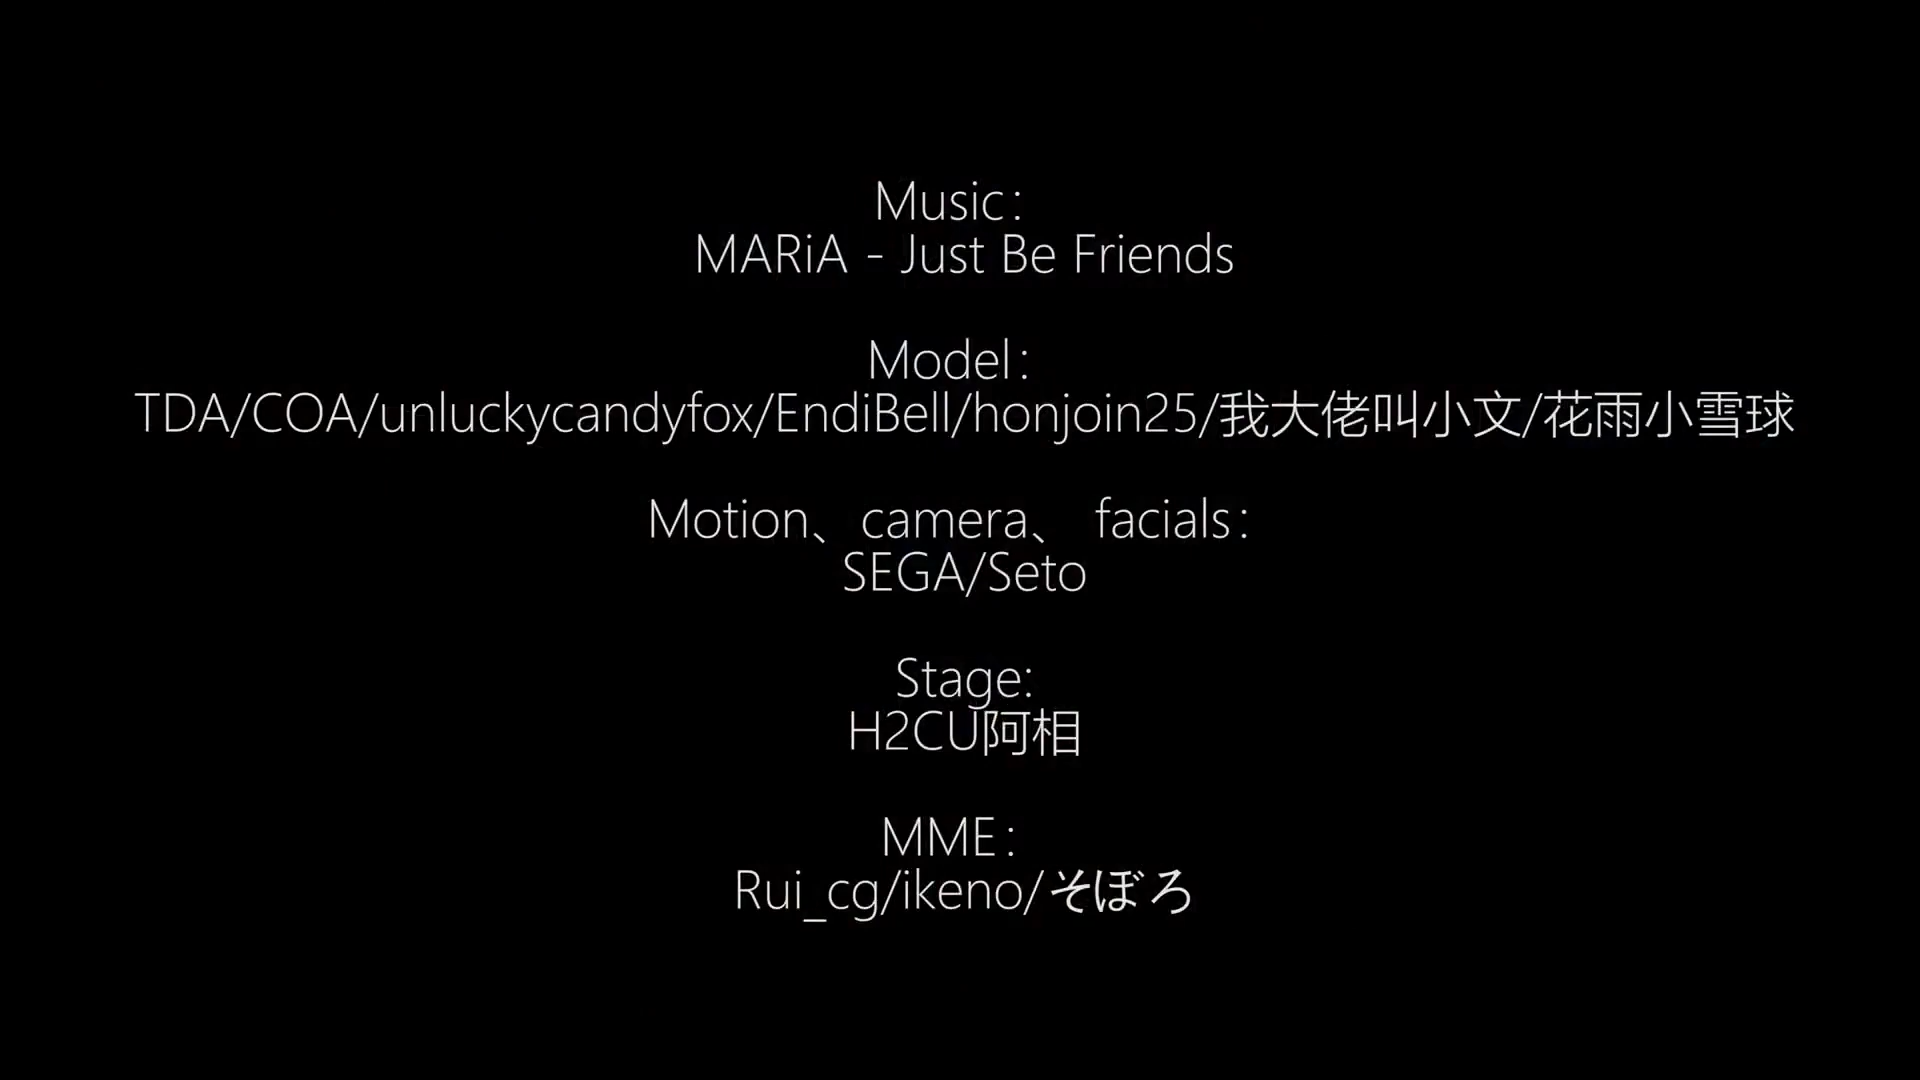 Music：
MARiA - Just Be Friends
Model：
TDA/COA/unluckycandyfox/EndiBell/honjoin25/我大佬叫小文/花雨小雪球
Motion、camera、 facials：
SEGA/Seto
Stage:
H2CU阿相
MME：
Rui_cg/ikeno/そぼろ